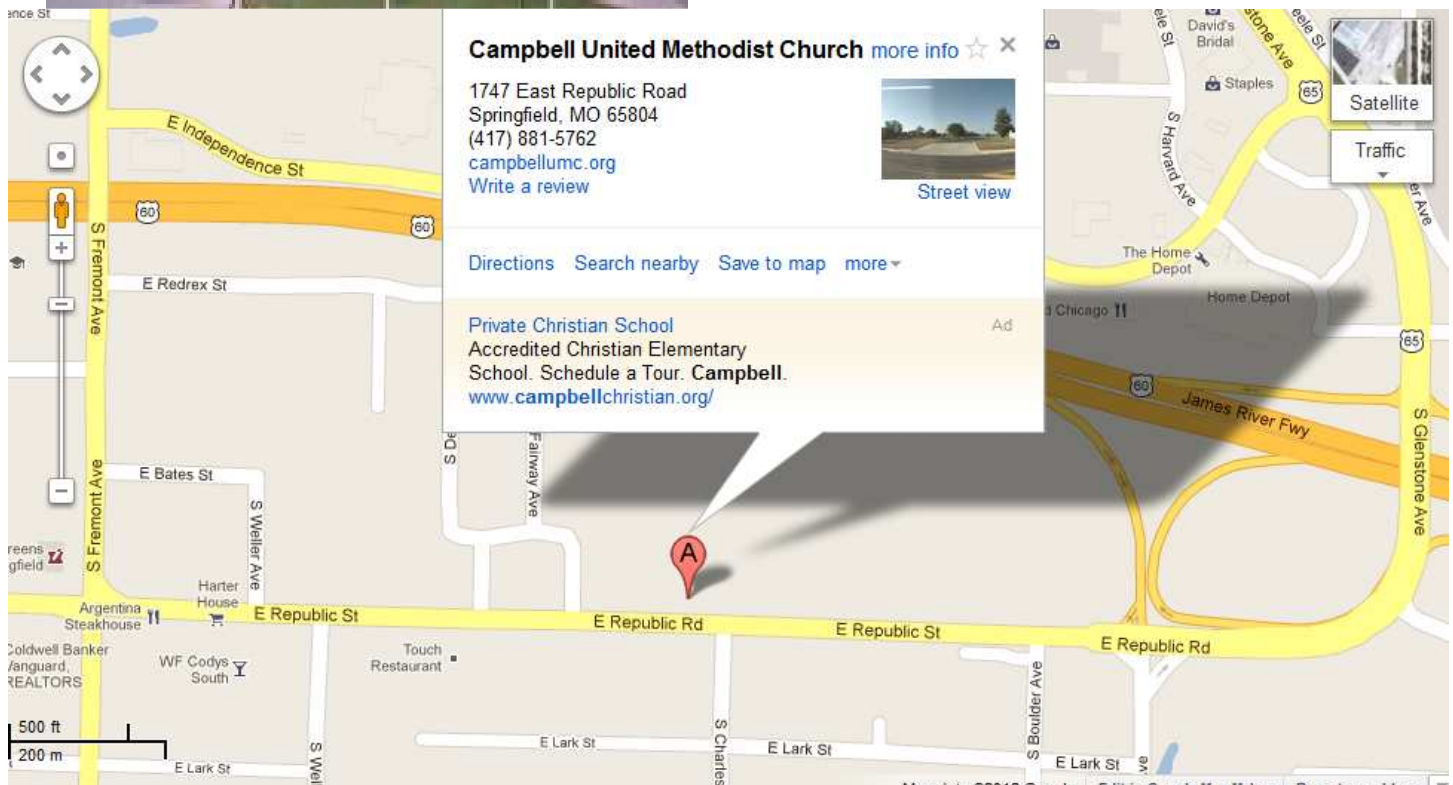 ence St
Campbell United Methodist Church more info
1747 East Republic Road
Springfield, MO 65804
(417) 881-5762
campbellumc.org
Write a review
Street view
Directions Search nearby Save to map more
Private Christian School Ad
Accredited Christian Elementary
School. Schedule a Tour. Campbell.
www.campbellchristian.org/
David's
Bridal
Staples
Satellite
Traffic
65
S Harvard Ave
The Home
Depot
Home Depot
Chicago
65
60
James River Fwy
S Glenstone Ave
E Independence St
60
60
S Fremont Ave
E Redrex St
E Bates St
S Fremont Ave
S Weller Ave
Fairway Ave
A
Harter
House
Argentina
Steakhouse
E Republic St
E Republic Rd
E Republic St
E Republic Rd
Coldwell Banker
Vanguard,
REALTORS
WF Codys
South
Touch
Restaurant
S Boulder Ave
S Charles
500 ft
200 m
E Lark St
E Lark St
E Lark St
E Lark St